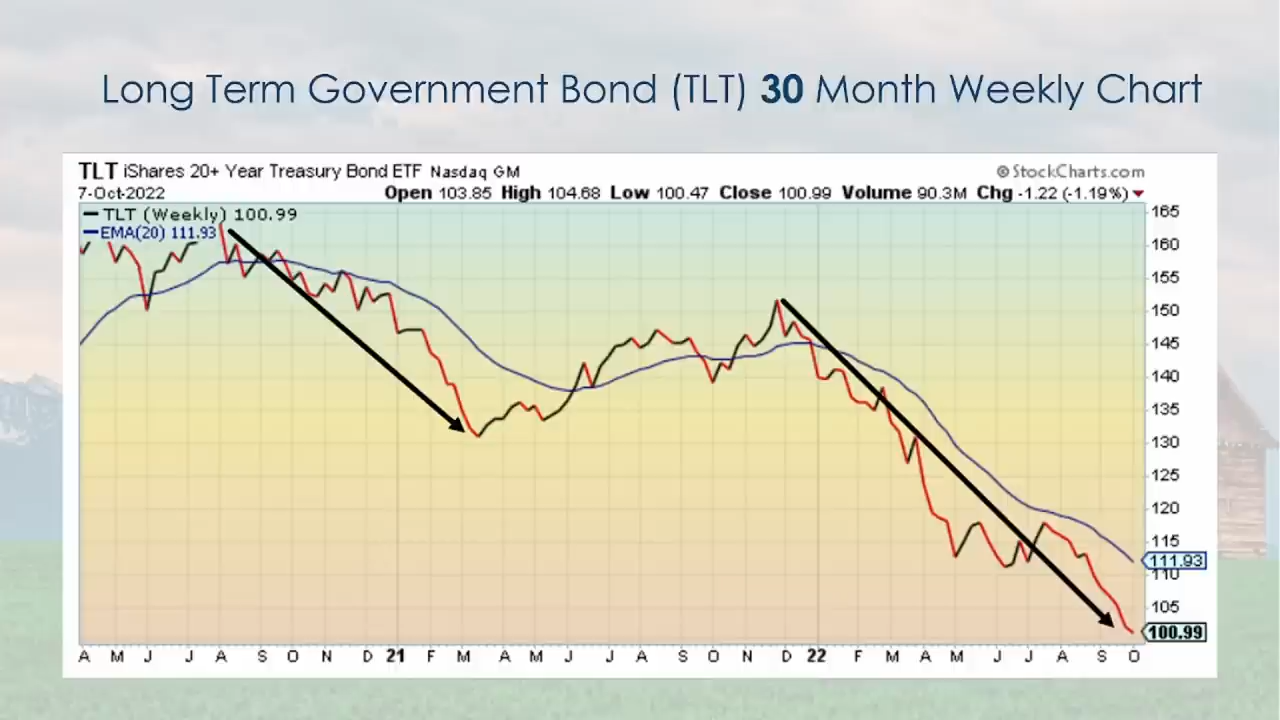 Long Term Government Bond (TLT) 30 Month Weekly Chart
TLT iShares 20+ Year Treasury Bond ETF Nasdaq GM
© StockCharts.com
7-Oct-2022
Open 103.85 High 104.68 Low 100.47 Close 100.99 Volume 90.3M Chg -1.22 (-1.19%)
TLT (Weekly) 100.99
EMA(20) 111.93
165
160
155
150
145
140
135
130
125
120
115
111.93
110
105
100.99
A M J J A S O N D 21 F M A M J J A S O N D 22 F M A M J J A S O